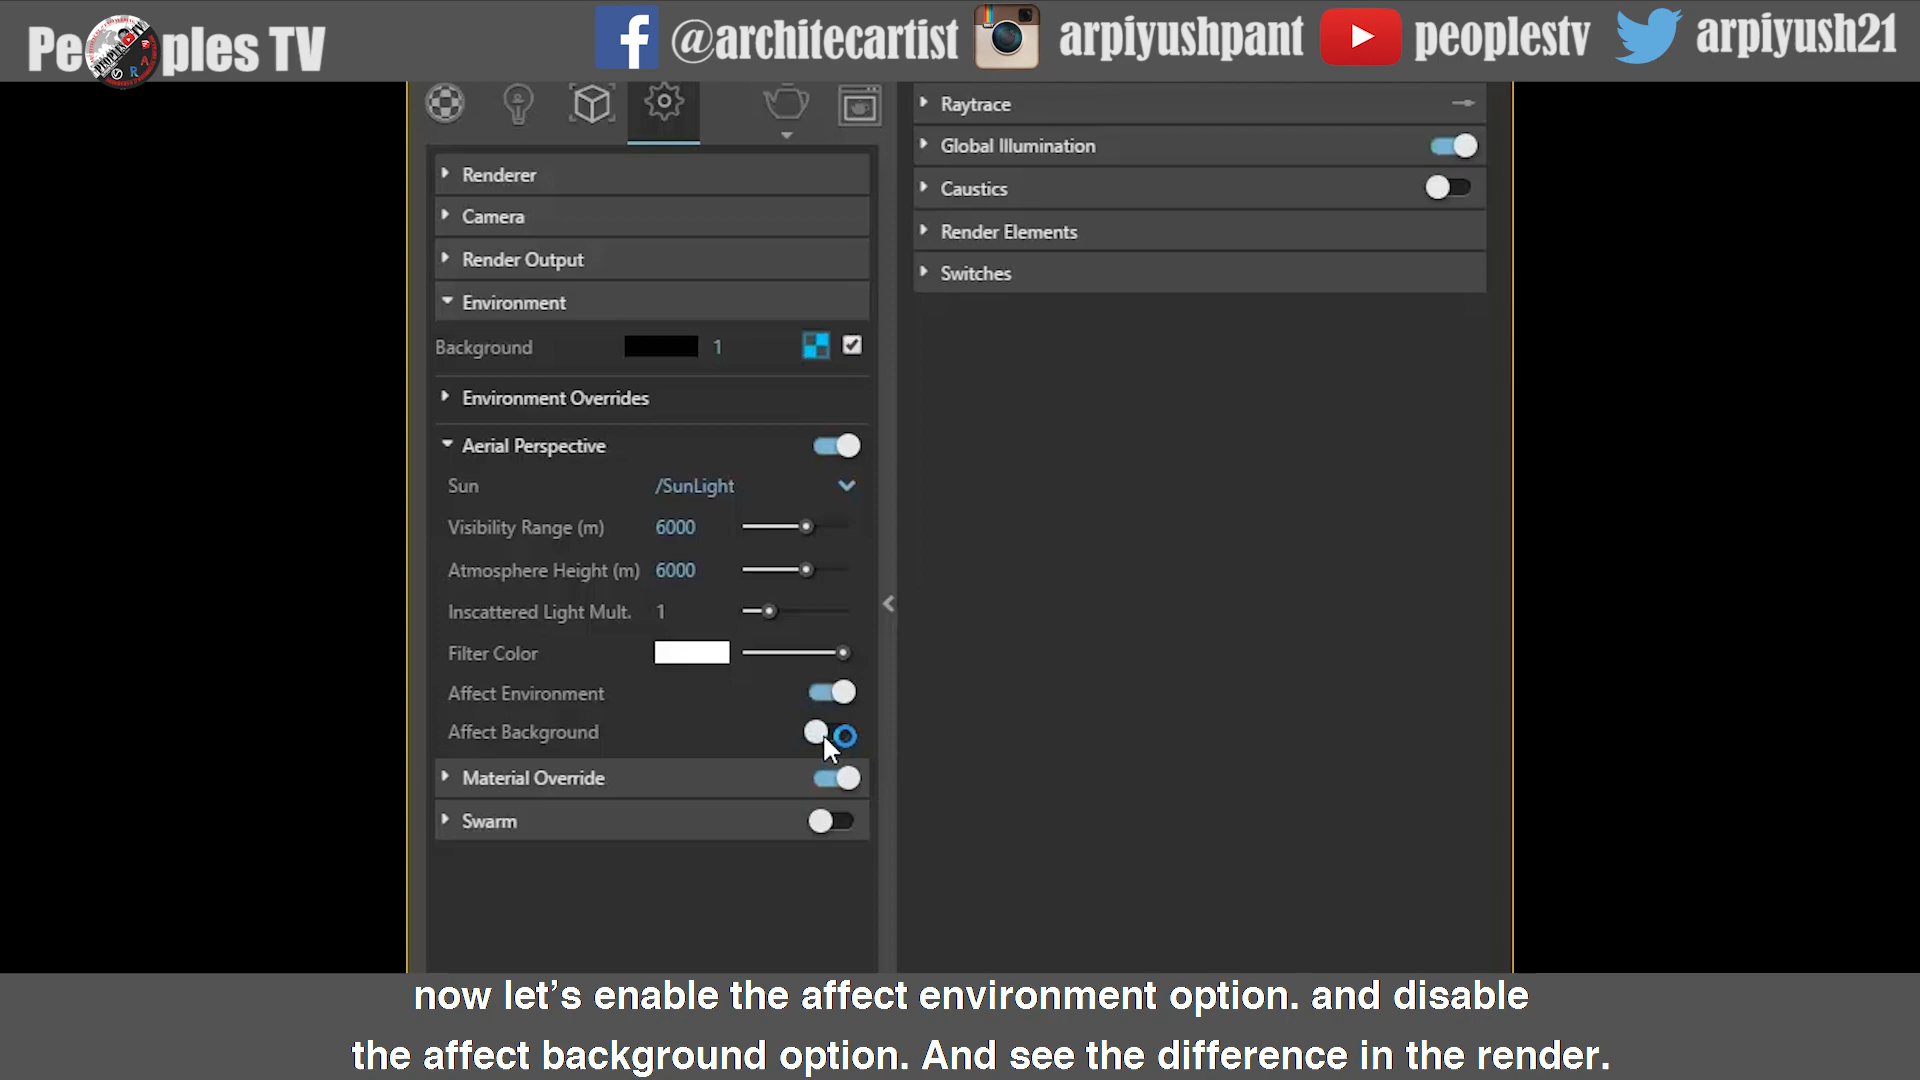 Peoples TV
@architecartist
arpiyushpant
peoplestv
arpiyush21
Renderer
Camera
Render Output
Environment
Background 1
Environment Overrides
Aerial Perspective
Sun /SunLight
Visibility Range (m) 6000
Atmosphere Height (m) 6000
Inscattered Light Mult. 1
Filter Color
Affect Environment
Affect Background
Material Override
Swarm
Raytrace
Global Illumination
Caustics
Render Elements
Switches
now let's enable the affect environment option. and disable
the affect background option. And see the difference in the render.